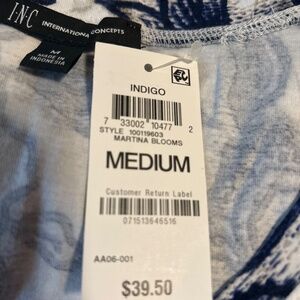 I·N·C
INTERNATIONAL CONCEPTS
M
MADE IN
INDONESIA
INDIGO
7 33002 10477 2
STYLE 100119603
MARTINA BLOOMS
MEDIUM
Customer Return Label
071513646516
AA06-001
$39.50